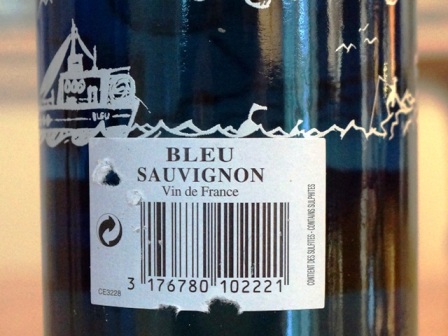 BLEU
BLEU
SAUVIGNON
Vin de France
CONTIENT DES SULFITES - CONTAINS SULPHITES
CE3228
3 176780 102221